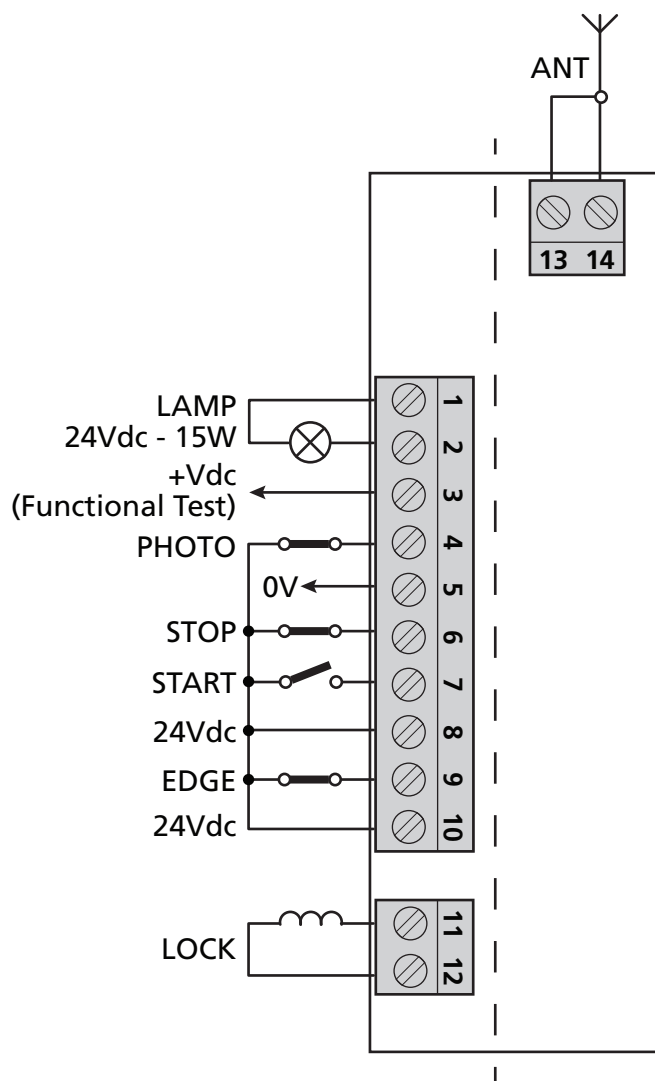 ANT
13 14
LAMP
24Vdc - 15W
+Vdc
(Functional Test)
PHOTO
0V
STOP
START
24Vdc
EDGE
24Vdc
1
2
3
4
5
6
7
8
9
10
LOCK
11
12